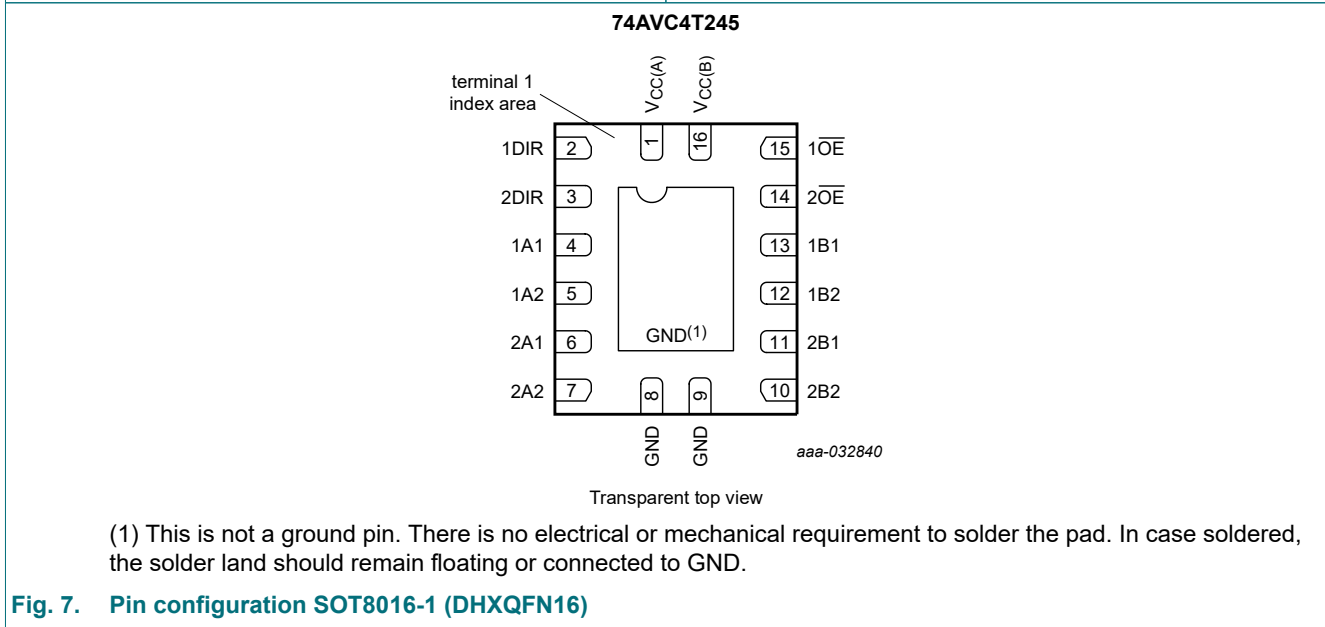 74AVC4T245
terminal 1
index area
VCC(A)
VCC(B)
1
16
1DIR 2
15 1OE
2DIR 3
14 2OE
1A1 4
13 1B1
1A2 5
12 1B2
2A1 6
GND(1)
11 2B1
2A2 7
10 2B2
8
9
GND
GND
aaa-032840
Transparent top view
(1) This is not a ground pin. There is no electrical or mechanical requirement to solder the pad. In case soldered,
the solder land should remain floating or connected to GND.
Fig. 7. Pin configuration SOT8016-1 (DHXQFN16)